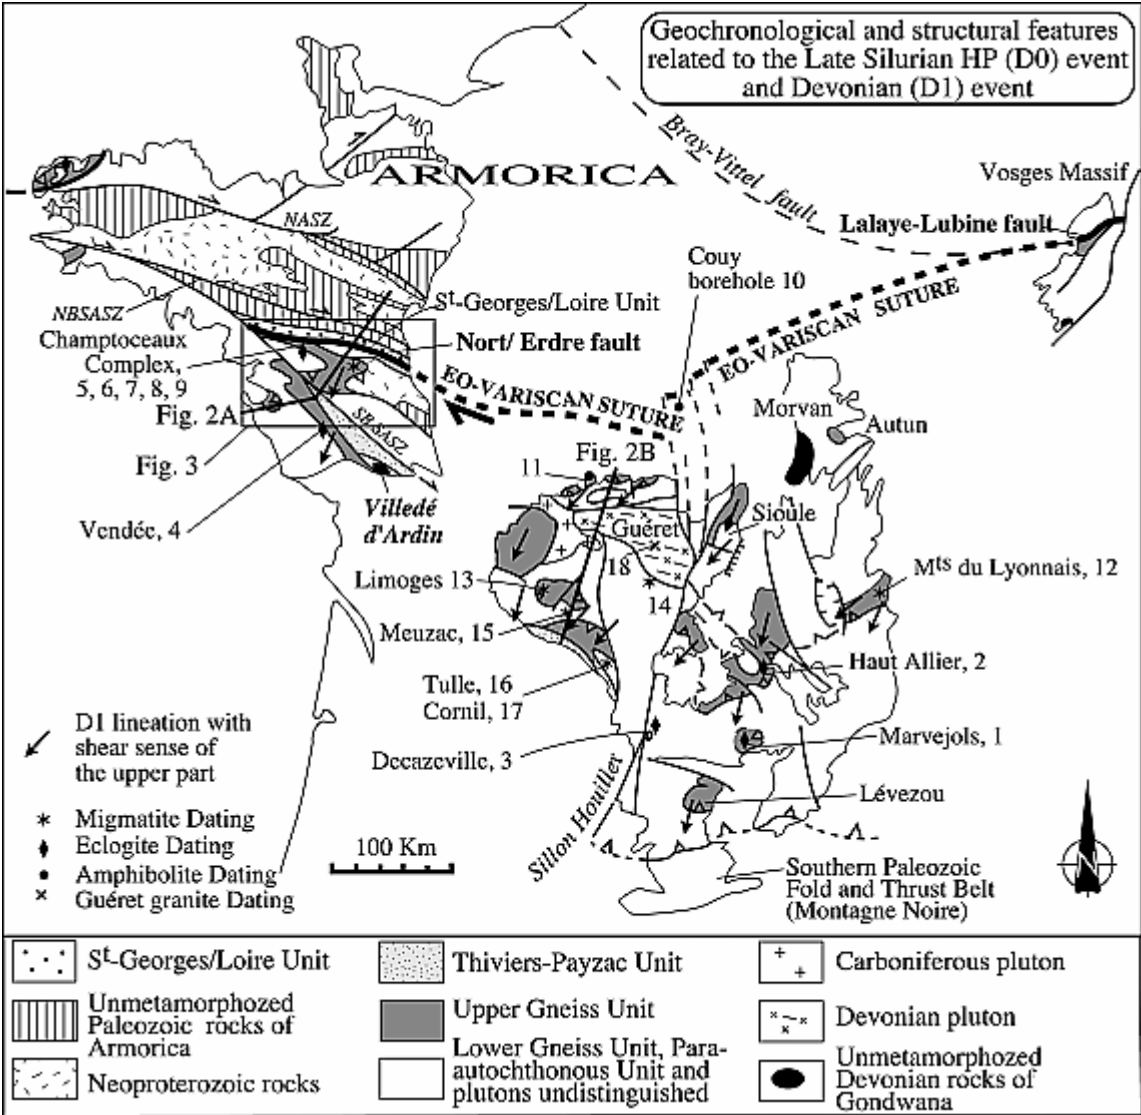 Geochronological and structural features
related to the Late Silurian HP (D0) event
and Devonian (D1) event
Bray-Vittel fault
ARMORICA
Vosges Massif
Lalaye-Lubine fault
NASZ
Couy
borehole 10
St-Georges/Loire Unit
NBSASZ
Champtoceaux
Complex,
5, 6, 7, 8, 9
Nort/ Erdre fault
EO-VARISCAN SUTURE
EO-VARISCAN SUTURE
Fig. 2A
SBSASZ
Morvan
Autun
Fig. 3
11
Fig. 2B
Villedé
d'Ardin
Vendée, 4
Guéret
Sioule
Limoges 13
18
14
Mts du Lyonnais, 12
Meuzac, 15
Haut Allier, 2
Tulle, 16
Cornil, 17
D1 lineation with
shear sense of
the upper part
Decazeville, 3
Marvejols, 1
Sillon Houiller
Lévezou
Migmatite Dating
Eclogite Dating
Amphibolite Dating
Guéret granite Dating
100 Km
N
Southern Paleozoic
Fold and Thrust Belt
(Montagne Noire)
St-Georges/Loire Unit
Unmetamorphozed
Paleozoic rocks of
Armorica
Neoproterozoic rocks
Thiviers-Payzac Unit
Upper Gneiss Unit
Lower Gneiss Unit, Para-
autochthonous Unit and
plutons undistinguished
Carboniferous pluton
Devonian pluton
Unmetamorphozed
Devonian rocks of
Gondwana